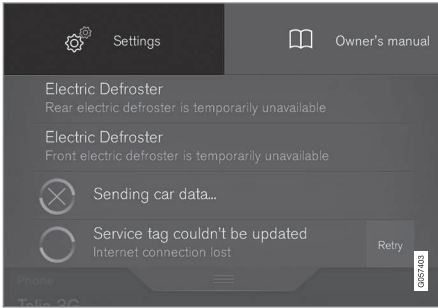 Settings
Owner's manual
Electric Defroster
Rear electric defroster is temporarily unavailable
Electric Defroster
Front electric defroster is temporarily unavailable
Sending car data...
Service tag couldn't be updated
Internet connection lost
Retry
Phone
Telia 3G
G057403